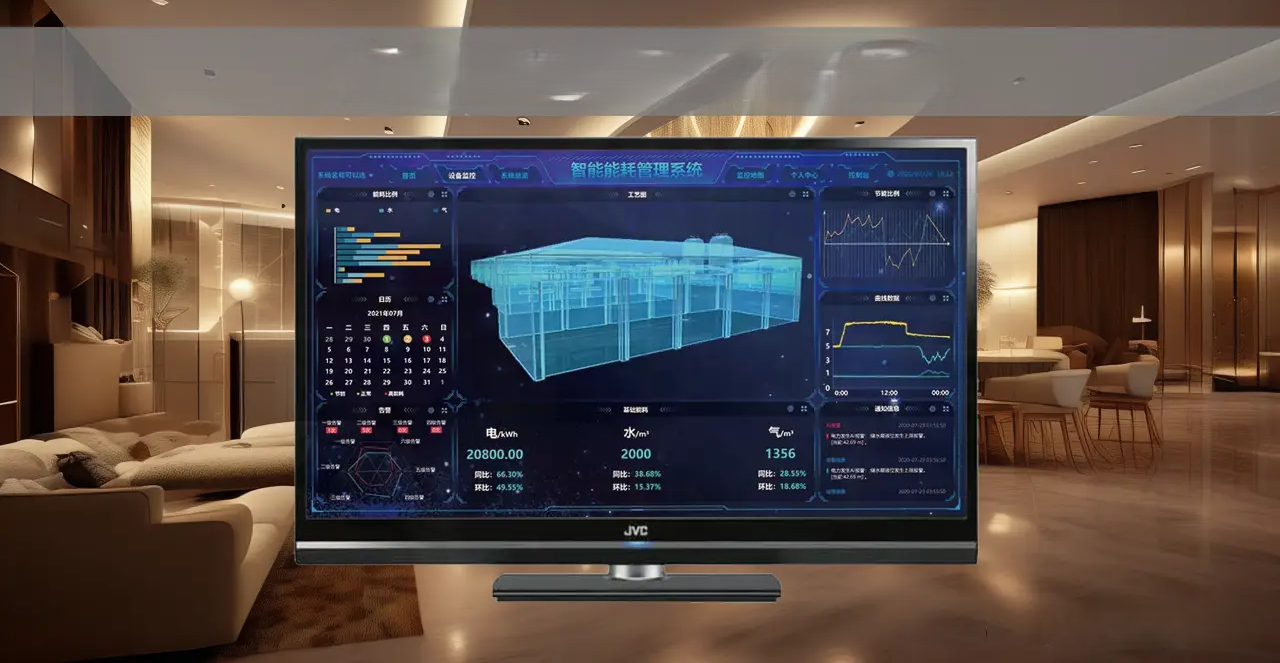 智能能耗管理系统
系统名称可以选
首页
设备监控
系统总览
监控地图
个人中心
控制台
能耗比例
电
水
气
日历
2021年07月
一 二 三 四 五 六 日
28 29 30 1 2 3 4
5 6 7 8 9 10 11
12 13 14 15 16 17 18
19 20 21 22 23 24 25
26 27 28 29 30 31 1
节能 正常 高能耗
告警
一级告警 二级告警 三级告警 四级告警
一级告警
六级告警
二级告警
五级告警
三级告警
四级告警
工艺图
基础能耗
电/kWh
20800.00
同比: 66.30%
环比: 49.55%
水/m³
2000
同比: 38.68%
环比: 15.37%
气/m³
1356
同比: 28.55%
环比: 18.68%
节能比例
曲线数据
7
5
3
1
0
0:00 12:00 00:00
通知信息
JVC